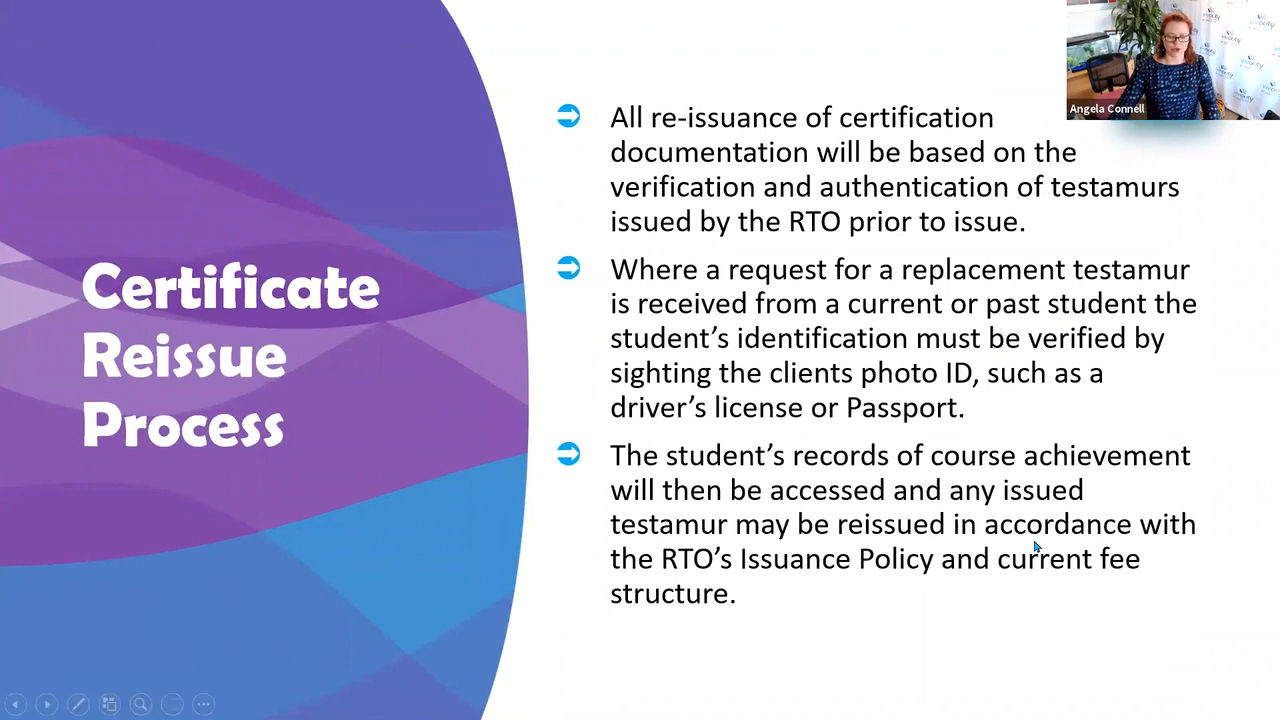 Certificate
Reissue
Process
All re-issuance of certification
documentation will be based on the
verification and authentication of testamurs
issued by the RTO prior to issue.
Where a request for a replacement testamur
is received from a current or past student the
student’s identification must be verified by
sighting the clients photo ID, such as a
driver’s license or Passport.
The student’s records of course achievement
will then be accessed and any issued
testamur may be reissued in accordance with
the RTO’s Issuance Policy and current fee
structure.
Angela Connell